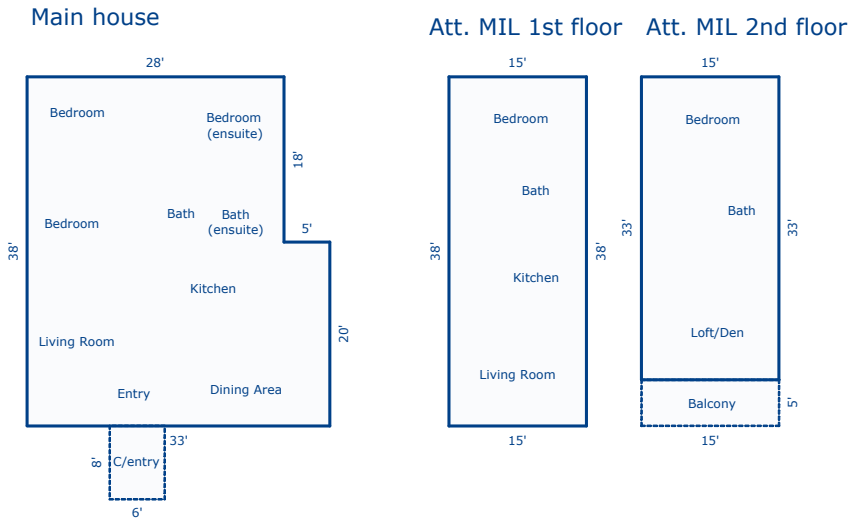 Main house
Att. MIL 1st floor
Att. MIL 2nd floor
28'
15'
15'
Bedroom
Bedroom
(ensuite)
18'
Bedroom
Bath
Bath
(ensuite)
5'
38'
Kitchen
Living Room
20'
Entry
Dining Area
33'
8'
C/entry
6'
Bedroom
Bath
38'
38'
Kitchen
Living Room
15'
Bedroom
Bath
33'
33'
Loft/Den
Balcony
5'
15'